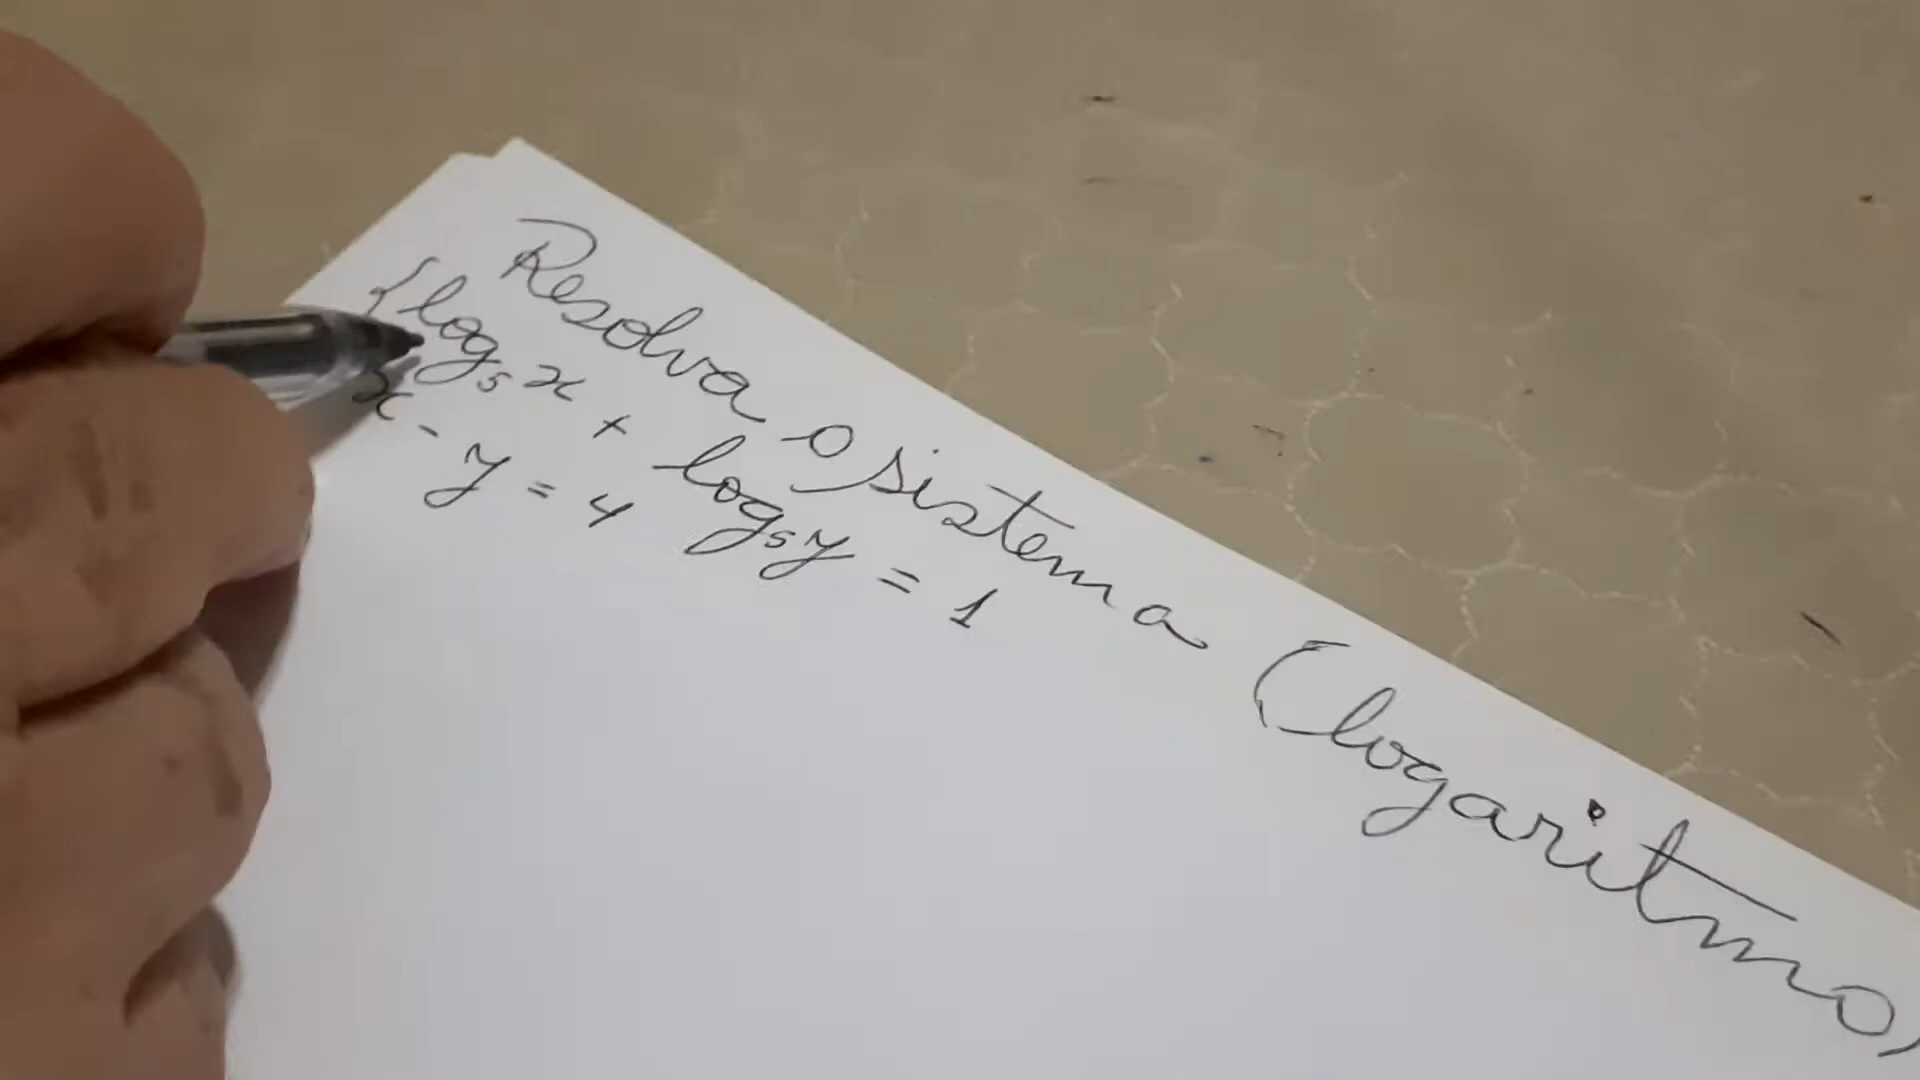 Resolva o sistema (logaritmo)
{log₅x + log₅y = 1
x - y = 4